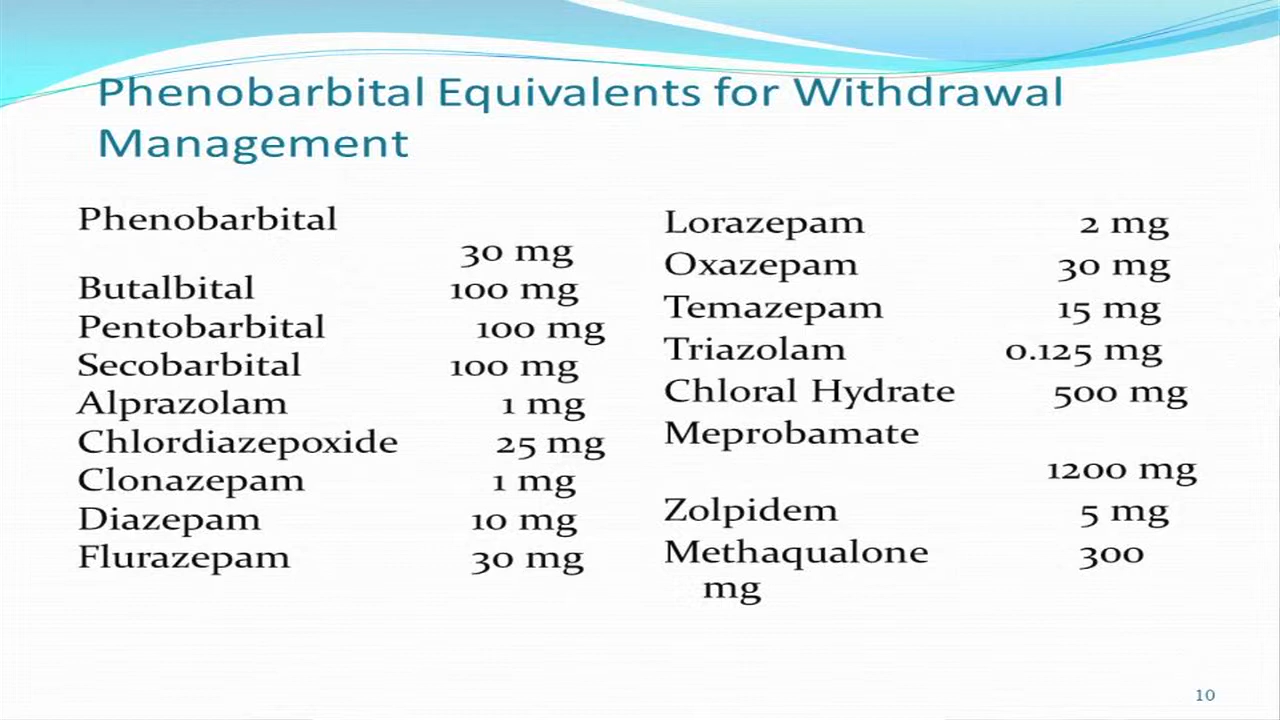 Phenobarbital Equivalents for Withdrawal
Management
Phenobarbital
30 mg
Butalbital 100 mg
Pentobarbital 100 mg
Secobarbital 100 mg
Alprazolam 1 mg
Chlordiazepoxide 25 mg
Clonazepam 1 mg
Diazepam 10 mg
Flurazepam 30 mg
Lorazepam 2 mg
Oxazepam 30 mg
Temazepam 15 mg
Triazolam 0.125 mg
Chloral Hydrate 500 mg
Meprobamate
1200 mg
Zolpidem 5 mg
Methaqualone 300
mg
10